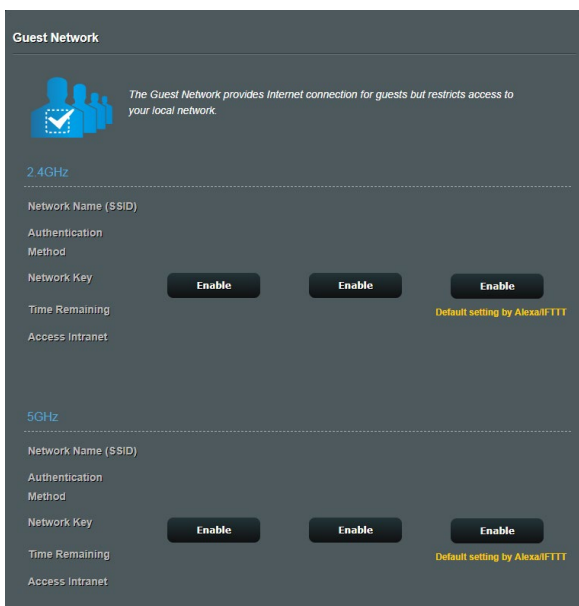 Guest Network
The Guest Network provides Internet connection for guests but restricts access to
your local network.
2.4GHz
Network Name (SSID)
Authentication
Method
Network Key
Enable Enable Enable
Time Remaining
Default setting by Alexa/IFTTT
Access Intranet
5GHz
Network Name (SSID)
Authentication
Method
Network Key
Enable Enable Enable
Time Remaining
Default setting by Alexa/IFTTT
Access Intranet